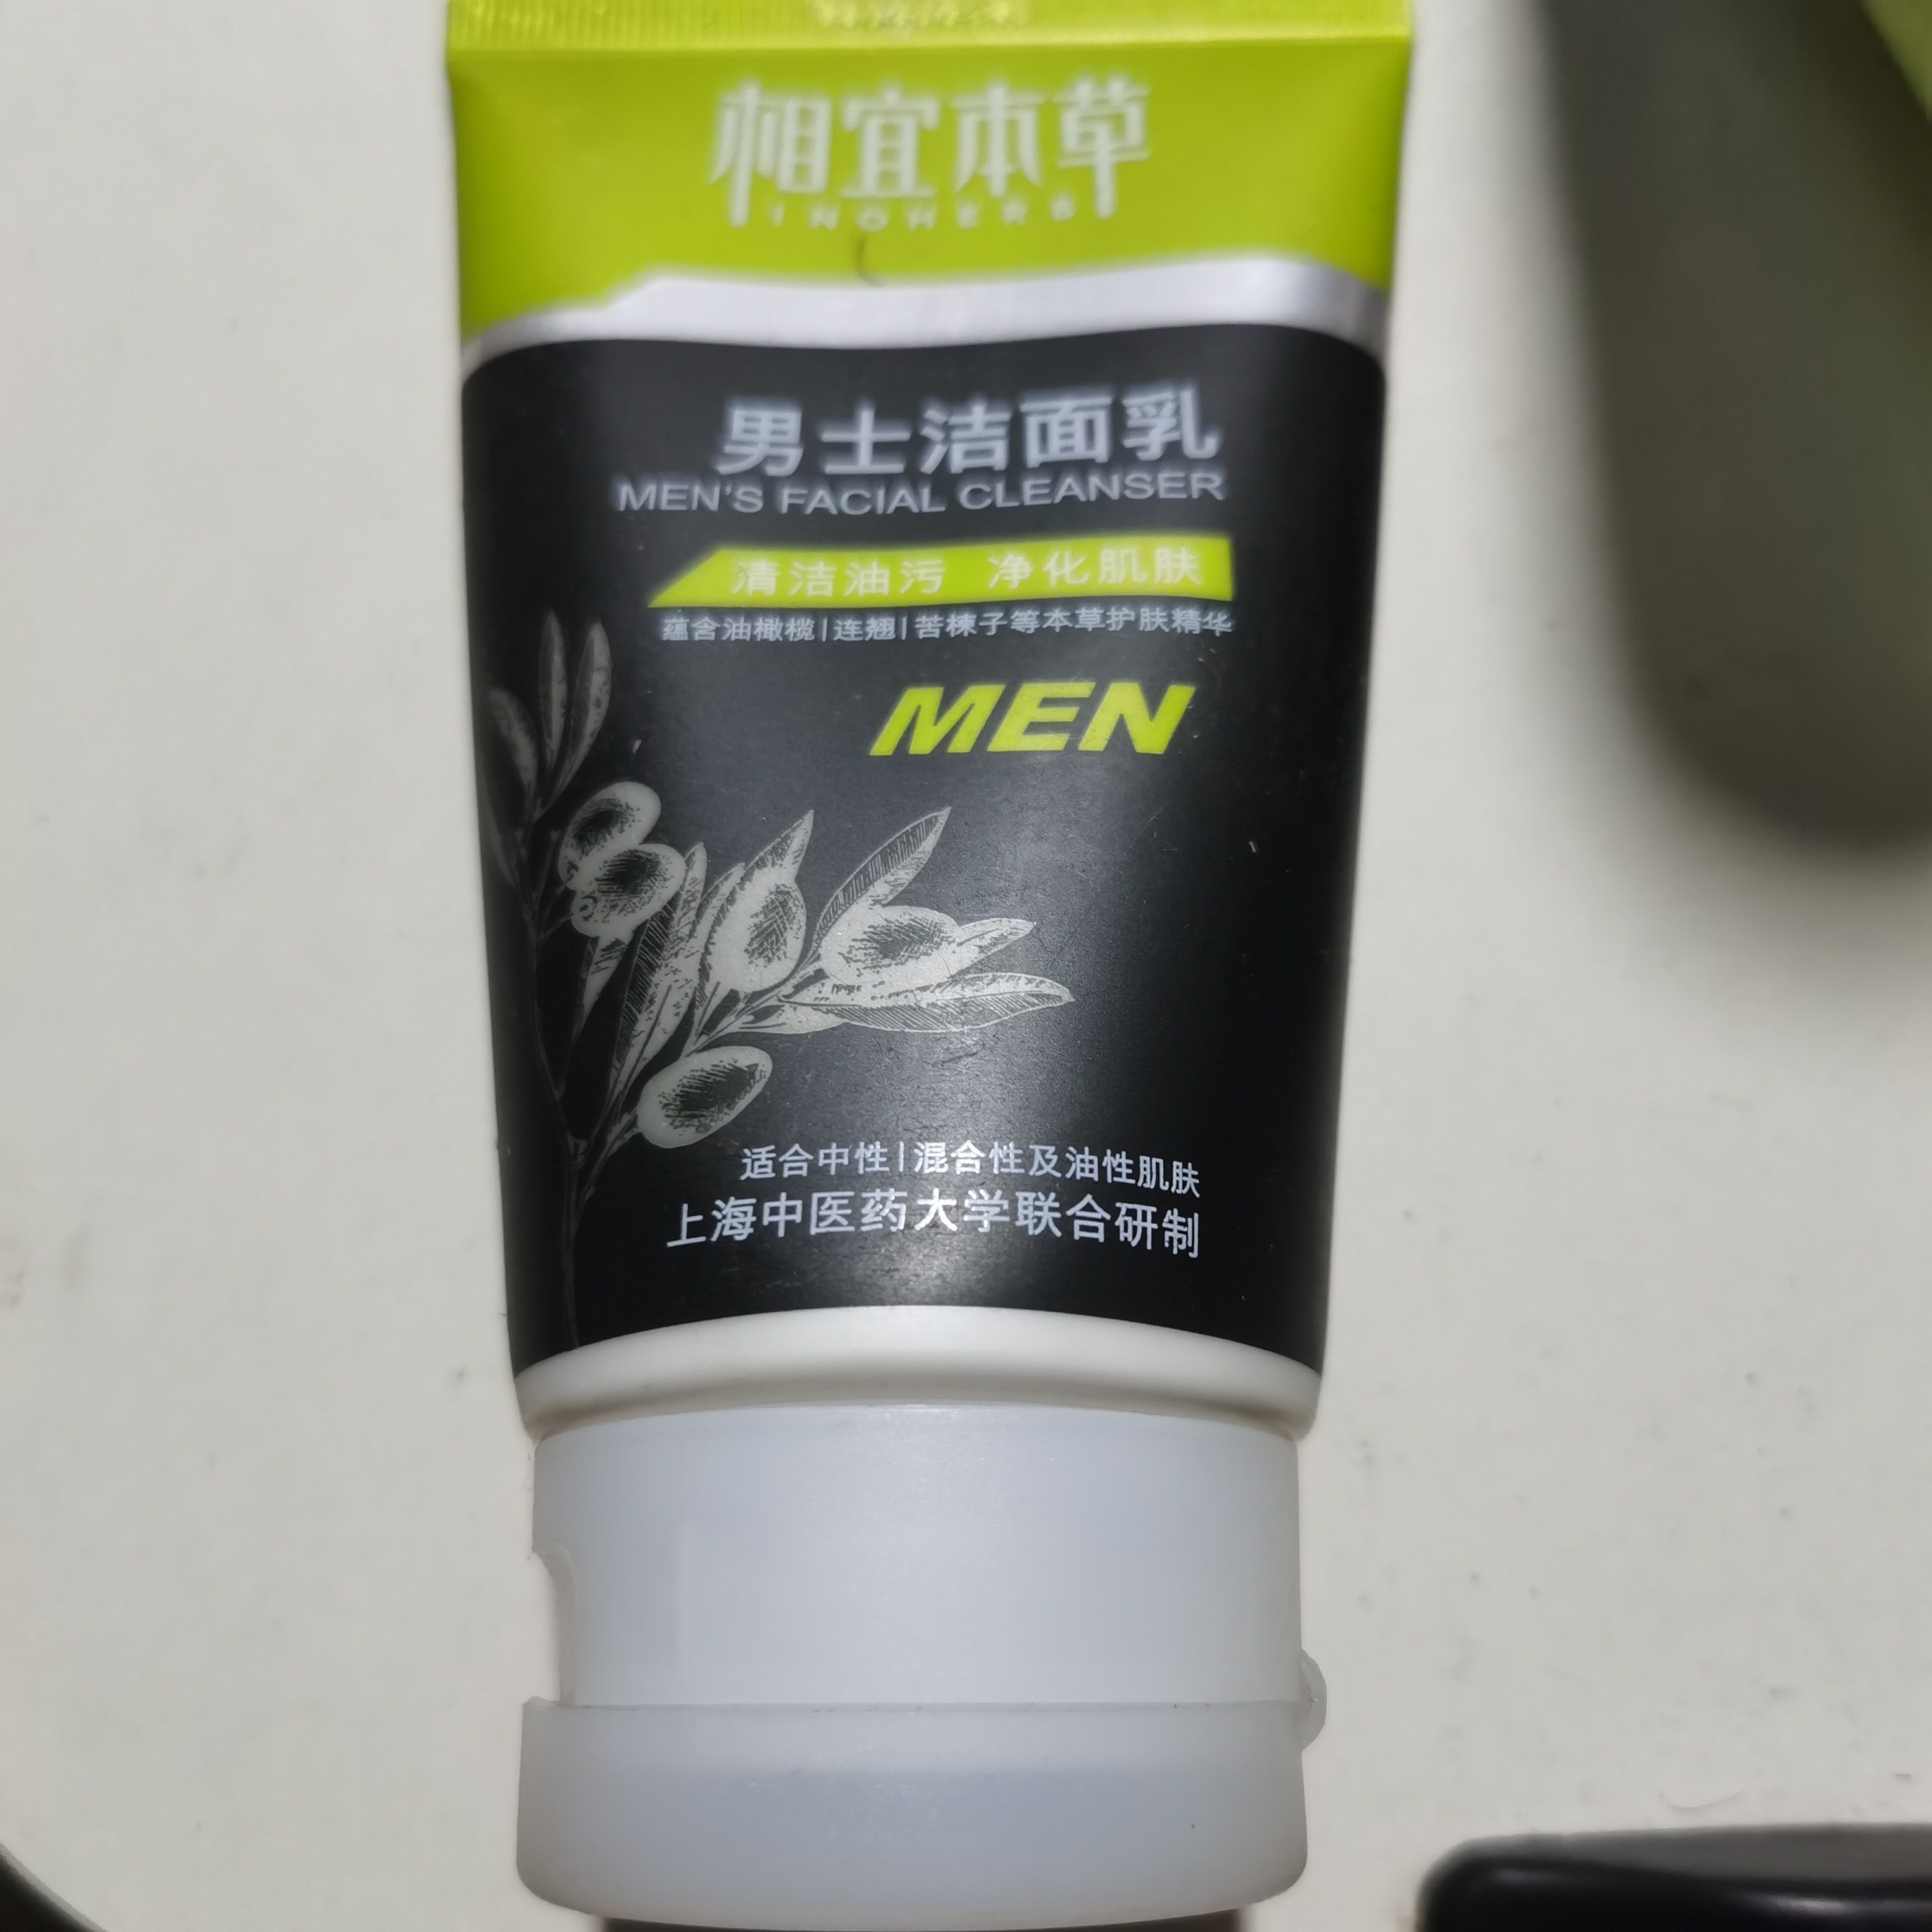 相宜本草
INOHERB
男士洁面乳
MEN'S FACIAL CLEANSER
清洁油污 净化肌肤
蕴含油橄榄|连翘|苦楝子等本草护肤精华
MEN
适合中性|混合性及油性肌肤
上海中医药大学联合研制